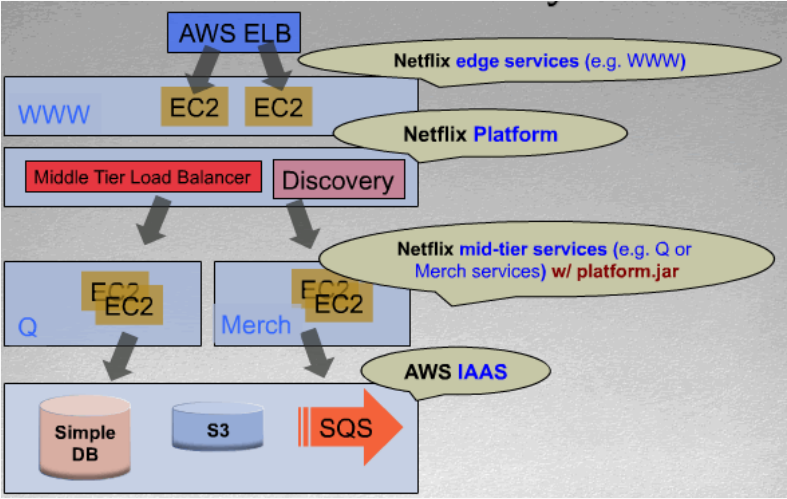 AWS ELB
Netflix edge services (e.g. WWW)
WWW
EC2
EC2
Netflix Platform
Middle Tier Load Balancer
Discovery
Netflix mid-tier services (e.g. Q or
Merch services) w/ platform.jar
Q
EC2
EC2
Merch
EC2
EC2
AWS IAAS
Simple
DB
S3
SQS